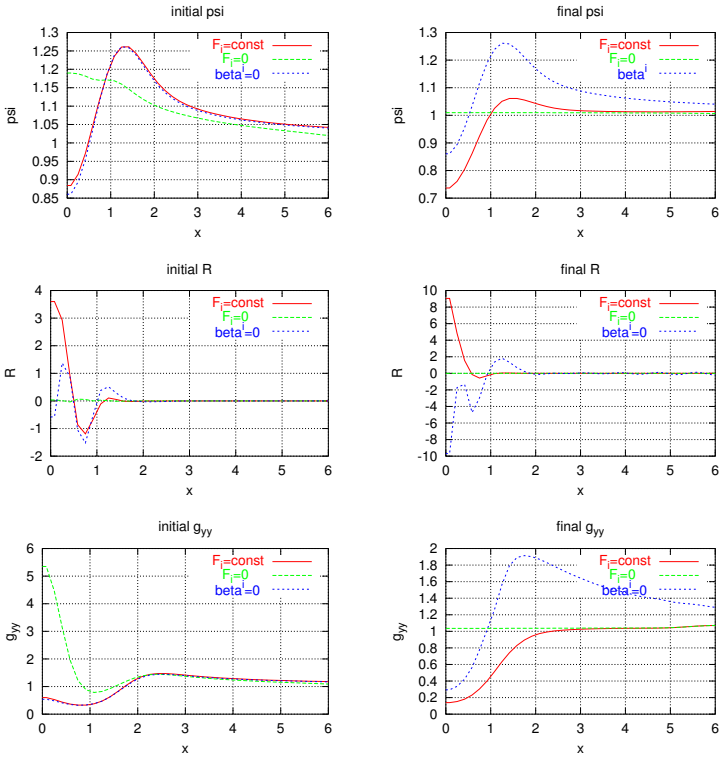 initial psi
1.3
1.25
1.2
1.15
1.1
1.05
1
0.95
0.9
0.85
0 1 2 3 4 5 6
psi
x
F_i=const
F_i=0
beta^i=0
final psi
1.3
1.2
1.1
1
0.9
0.8
0.7
0 1 2 3 4 5 6
psi
x
F_i=const
F_i=0
beta^i
initial R
4
3
2
1
0
-1
-2
0 1 2 3 4 5 6
R
x
F_i=const
F_i=0
beta^i=0
final R
10
8
6
4
2
0
-2
-4
-6
-8
-10
0 1 2 3 4 5 6
R
x
F_i=const
F_i=0
beta^i=0
initial g_yy
6
5
4
3
2
1
0
0 1 2 3 4 5 6
g_yy
x
F_i=const
F_i=0
beta^i=0
final g_yy
2
1.8
1.6
1.4
1.2
1
0.8
0.6
0.4
0.2
0
0 1 2 3 4 5 6
g_yy
x
F_i=const
F_i=0
beta^i=0